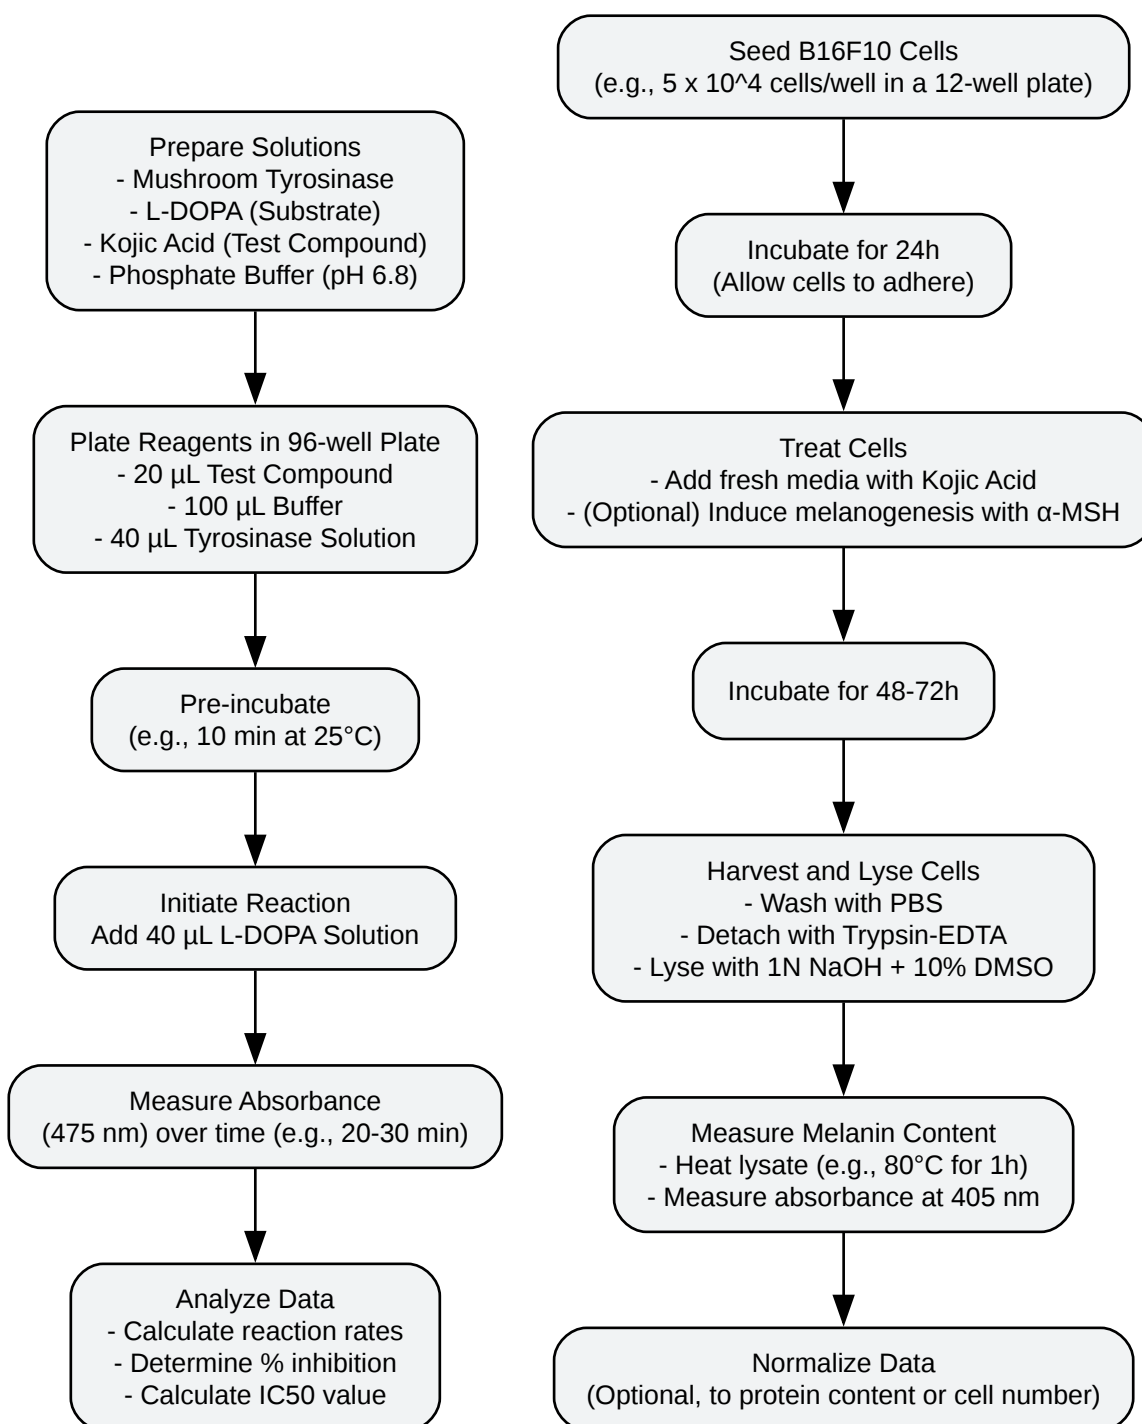 Prepare Solutions
- Mushroom Tyrosinase
- L-DOPA (Substrate)
- Kojic Acid (Test Compound)
- Phosphate Buffer (pH 6.8)
Plate Reagents in 96-well Plate
- 20 µL Test Compound
- 100 µL Buffer
- 40 µL Tyrosinase Solution
Pre-incubate
(e.g., 10 min at 25°C)
Initiate Reaction
Add 40 µL L-DOPA Solution
Measure Absorbance
(475 nm) over time (e.g., 20-30 min)
Analyze Data
- Calculate reaction rates
- Determine % inhibition
- Calculate IC50 value
Seed B16F10 Cells
(e.g., 5 x 10^4 cells/well in a 12-well plate)
Incubate for 24h
(Allow cells to adhere)
Treat Cells
- Add fresh media with Kojic Acid
- (Optional) Induce melanogenesis with α-MSH
Incubate for 48-72h
Harvest and Lyse Cells
- Wash with PBS
- Detach with Trypsin-EDTA
- Lyse with 1N NaOH + 10% DMSO
Measure Melanin Content
- Heat lysate (e.g., 80°C for 1h)
- Measure absorbance at 405 nm
Normalize Data
(Optional, to protein content or cell number)